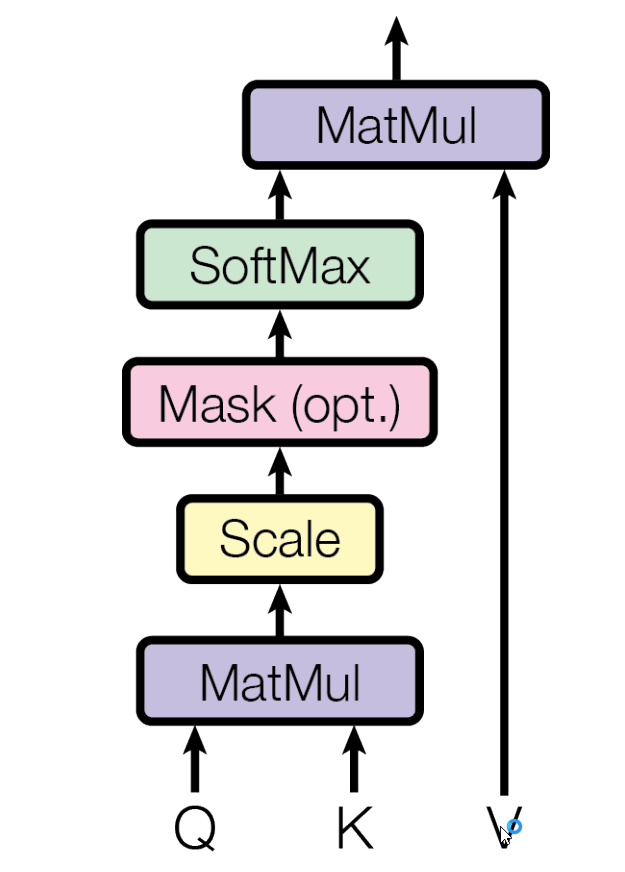 MatMul
SoftMax
Mask (opt.)
Scale
MatMul
Q K V